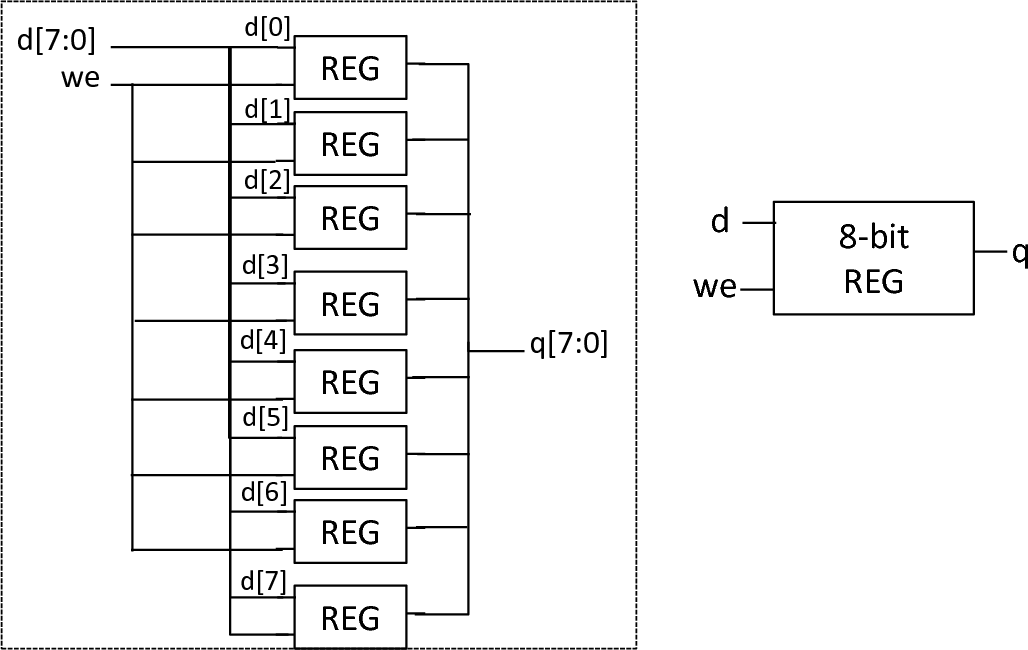 d[7:0]
we
d[0]
REG
d[1]
REG
d[2]
REG
d[3]
REG
d[4]
REG
d[5]
REG
d[6]
REG
d[7]
REG
q[7:0]
d
we
8-bit
REG
q